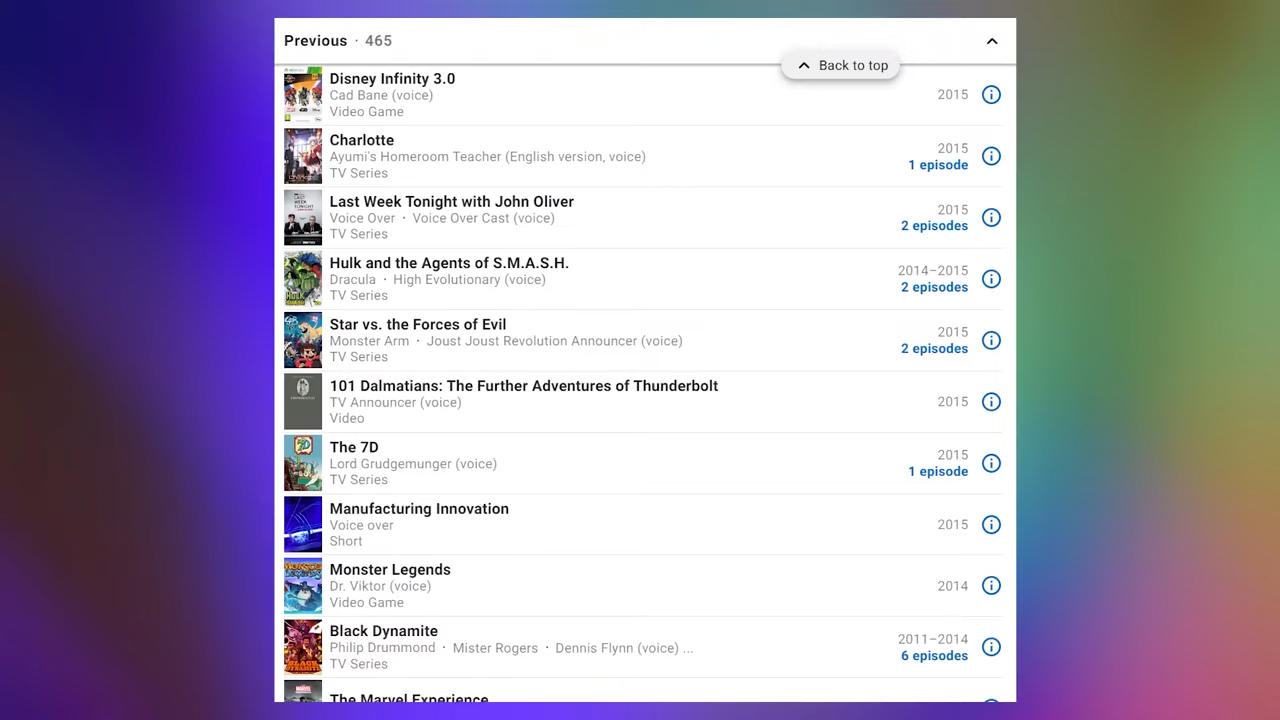 Previous · 465
Back to top
Disney Infinity 3.0
Cad Bane (voice)
Video Game
2015
Charlotte
Ayumi's Homeroom Teacher (English version, voice)
TV Series
2015
1 episode
Last Week Tonight with John Oliver
Voice Over · Voice Over Cast (voice)
TV Series
2015
2 episodes
Hulk and the Agents of S.M.A.S.H.
Dracula · High Evolutionary (voice)
TV Series
2014–2015
2 episodes
Star vs. the Forces of Evil
Monster Arm · Joust Joust Revolution Announcer (voice)
TV Series
2015
2 episodes
101 Dalmatians: The Further Adventures of Thunderbolt
TV Announcer (voice)
Video
2015
The 7D
Lord Grudgemunger (voice)
TV Series
2015
1 episode
Manufacturing Innovation
Voice over
Short
2015
Monster Legends
Dr. Viktor (voice)
Video Game
2014
Black Dynamite
Philip Drummond · Mister Rogers · Dennis Flynn (voice) ...
TV Series
2011–2014
6 episodes
The Marvel Experience